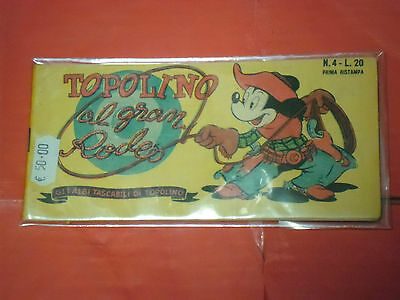 TOPOLINO
al gran
Rodeo
N. 4 - L. 20
PRIMA RISTAMPA
GLI ALBI TASCABILI DI TOPOLINO
€ 50.00